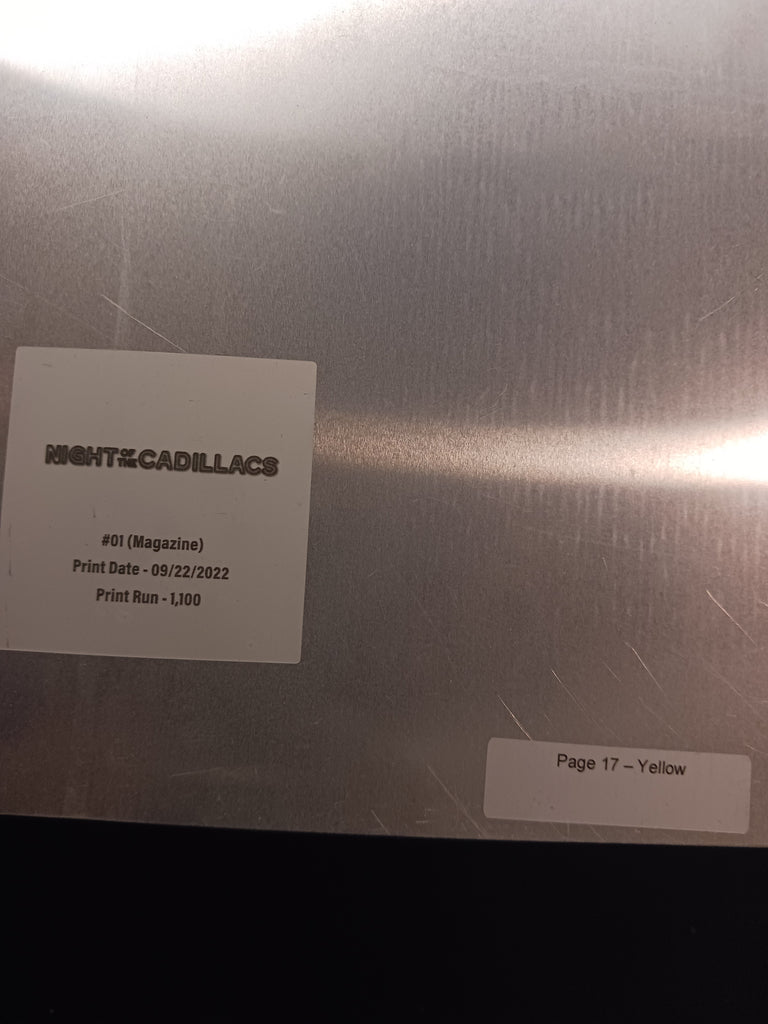 NIGHT OF THE CADILLACS
#01 (Magazine)
Print Date - 09/22/2022
Print Run - 1,100
Page 17 – Yellow